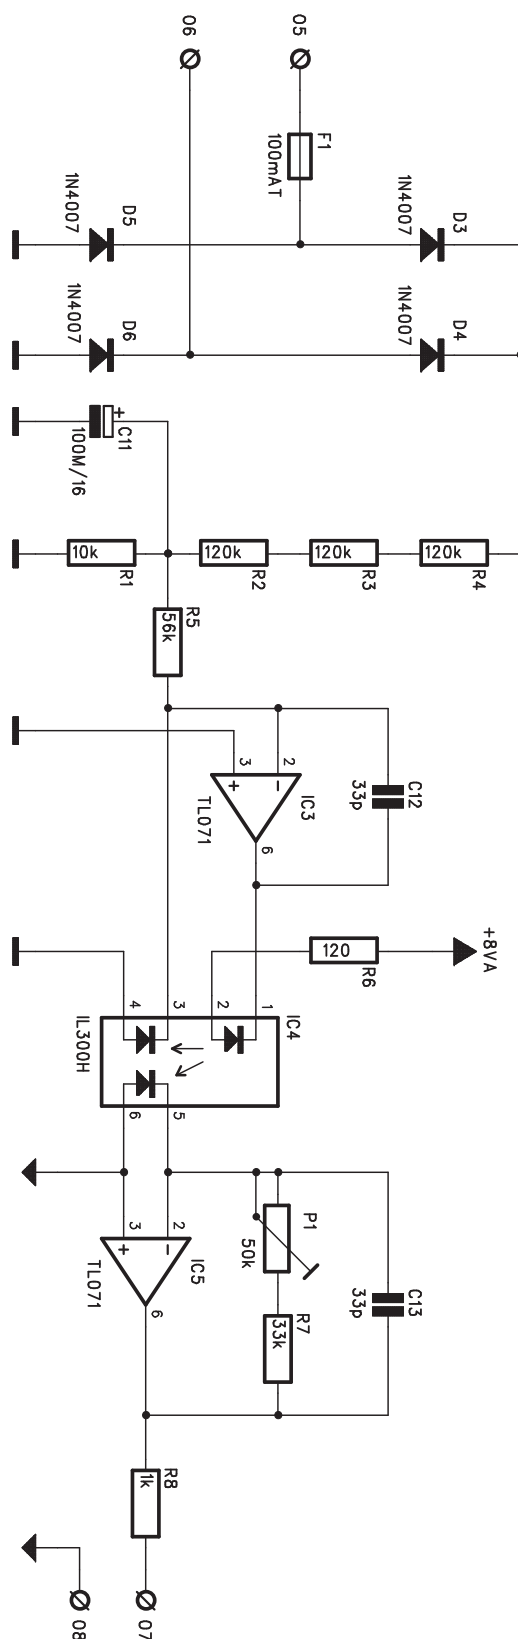 06
05
F1
100mAT
D5
1N4007
D3
1N4007
D6
1N4007
D4
1N4007
+
C11
100M/16
10k
R1
120k
R2
120k
R3
120k
R4
R5
56k
3
2
+
-
IC3
TL071
6
C12
33p
+8VA
120
R6
4
3
2
1
IC4
IL300H
6
5
3
2
+
-
IC5
TL071
6
P1
50k
R7
33k
C13
33p
R8
1k
08
07